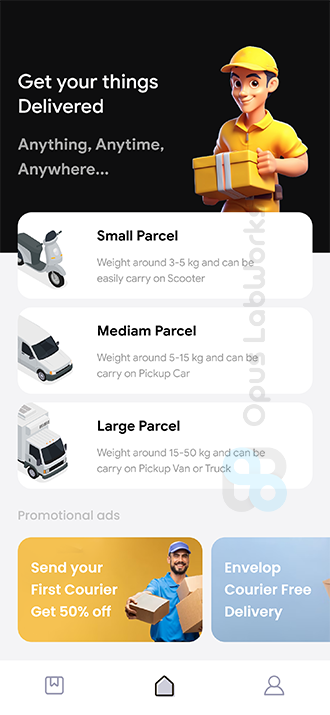 Get your things
Delivered
Anything, Anytime,
Anywhere...
Small Parcel
Weight around 3-5 kg and can be
easily carry on Scooter
Mediam Parcel
Weight around 5-15 kg and can be
carry on Pickup Car
Large Parcel
Weight around 15-50 kg and can be
carry on Pickup Van or Truck
Opus LabWorks
Promotional ads
Send your
First Courier
Get 50% off
Envelop
Courier Free
Delivery